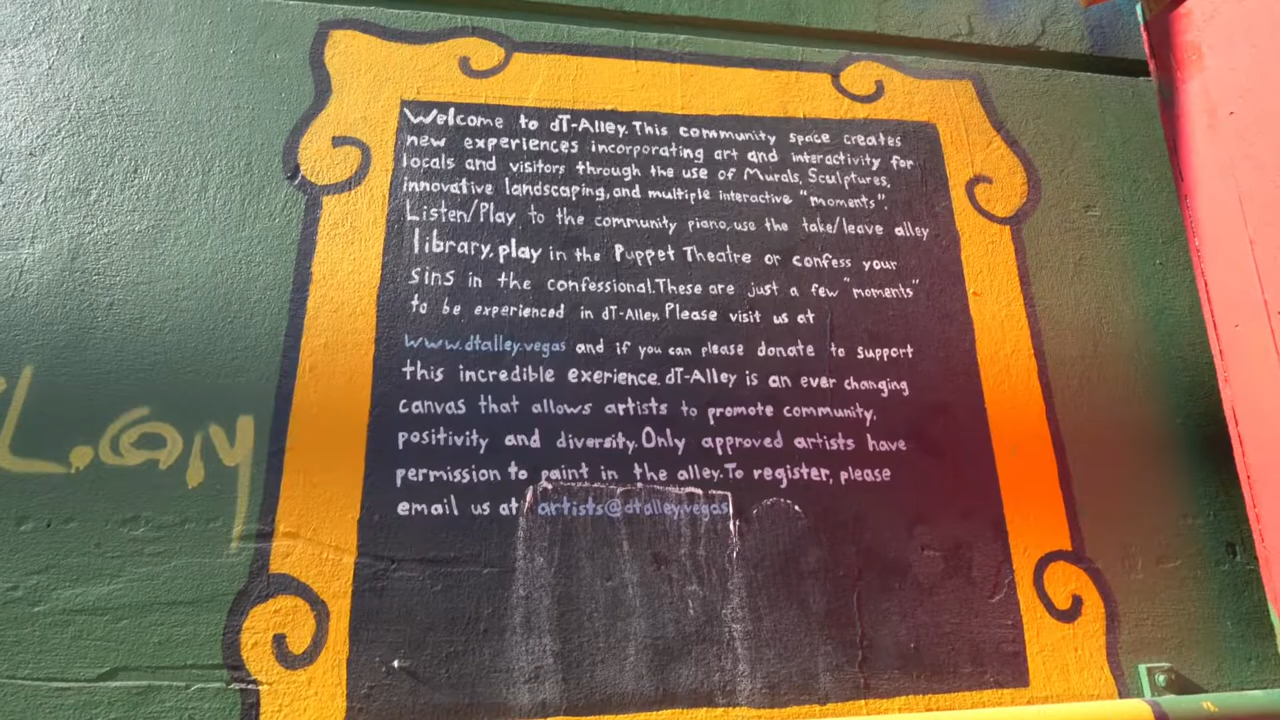 Welcome to dT-Alley. This community space creates
new experiences incorporating art and interactivity for
locals and visitors through the use of Murals, Sculptures,
innovative landscaping, and multiple interactive "moments".
Listen/Play to the community piano, use the take/leave alley
library, play in the Puppet Theatre or confess your
sins in the confessional. These are just a few "moments"
to be experienced in dT-Alley. Please visit us at
www.dtalley.vegas and if you can please donate to support
this incredible exerience. dT-Alley is an ever changing
canvas that allows artists to promote community,
positivity and diversity. Only approved artists have
permission to paint in the alley. To register, please
email us at artists@dtalley.vegas